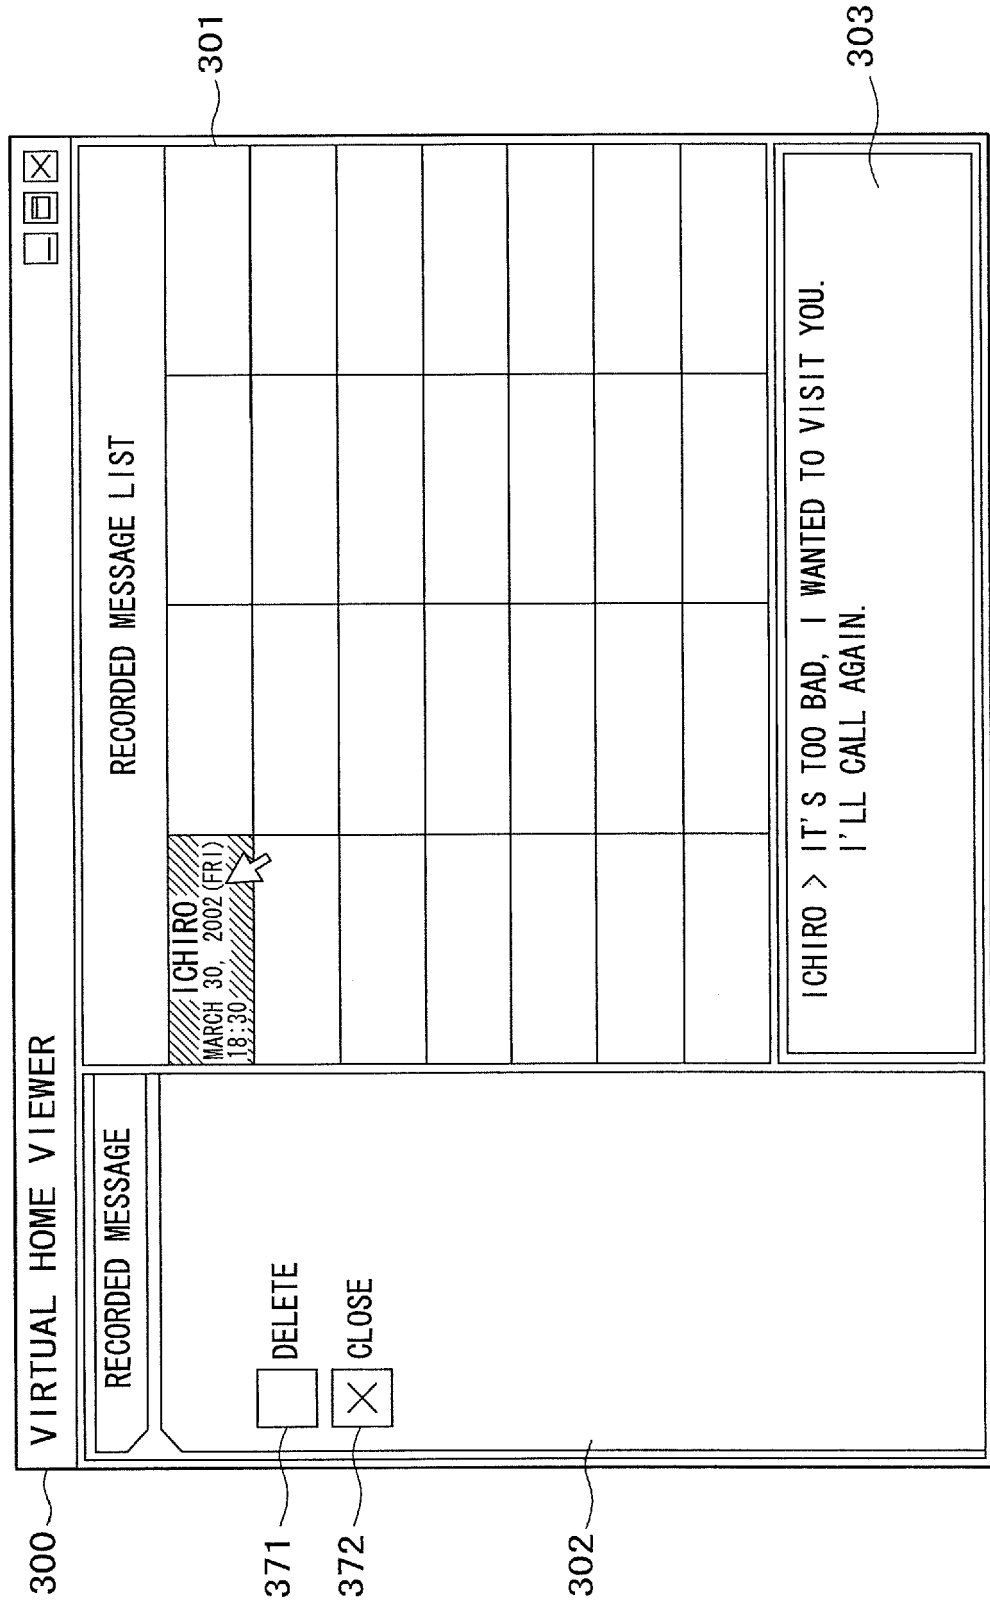 VIRTUAL HOME VIEWER
300
RECORDED MESSAGE
371
DELETE
372
CLOSE
302
RECORDED MESSAGE LIST
301
ICHIRO
MARCH 30, 2002 (FRI)
18:30
ICHIRO > IT'S TOO BAD, I WANTED TO VISIT YOU.
I'LL CALL AGAIN.
303